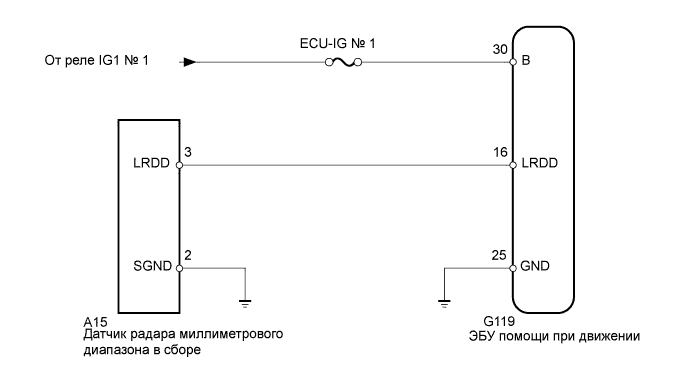 ECU-IG № 1
От реле IG1 № 1
30
B
LRDD
3
16
LRDD
SGND
2
25
GND
A15
Датчик радара миллиметрового
диапазона в сборе
G119
ЭБУ помощи при движении